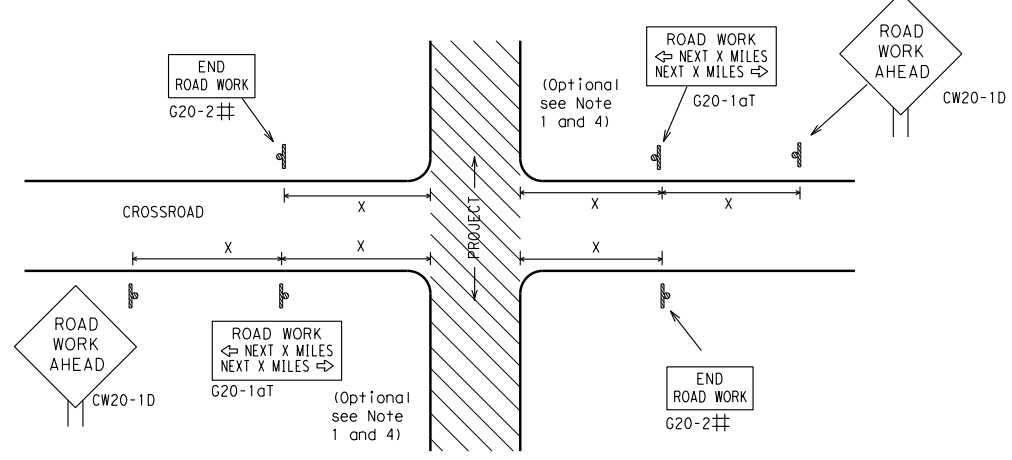 ROAD
WORK
AHEAD
CW20-1D
ROAD WORK
⇦ NEXT X MILES
NEXT X MILES ⇨
G20-1aT
(Optional
see Note
1 and 4)
END
ROAD WORK
G20-2⌗
X
X
X
CROSSROAD
PROJECT
X
X
X
ROAD
WORK
AHEAD
CW20-1D
ROAD WORK
⇦ NEXT X MILES
NEXT X MILES ⇨
G20-1aT
(Optional
see Note
1 and 4)
END
ROAD WORK
G20-2⌗